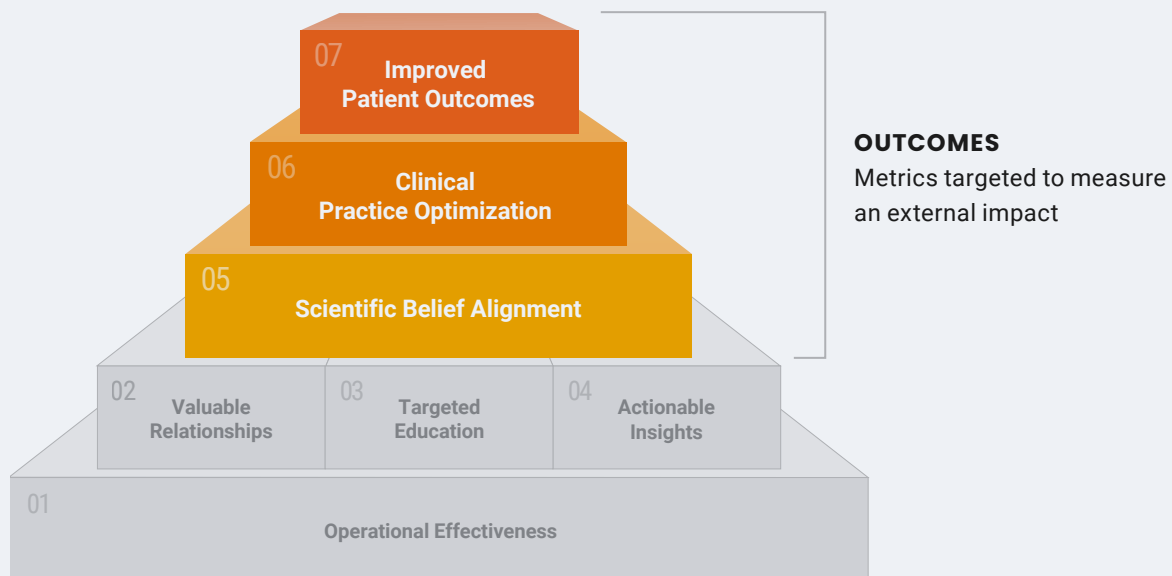 07
Improved
Patient Outcomes
06
Clinical
Practice Optimization
05
Scientific Belief Alignment
OUTCOMES
Metrics targeted to measure
an external impact
02
Valuable
Relationships
03
Targeted
Education
04
Actionable
Insights
01
Operational Effectiveness